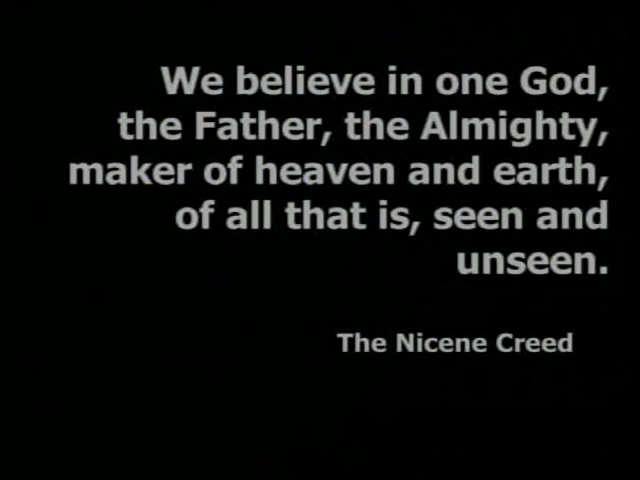 We believe in one God,
the Father, the Almighty,
maker of heaven and earth,
of all that is, seen and
unseen.
The Nicene Creed